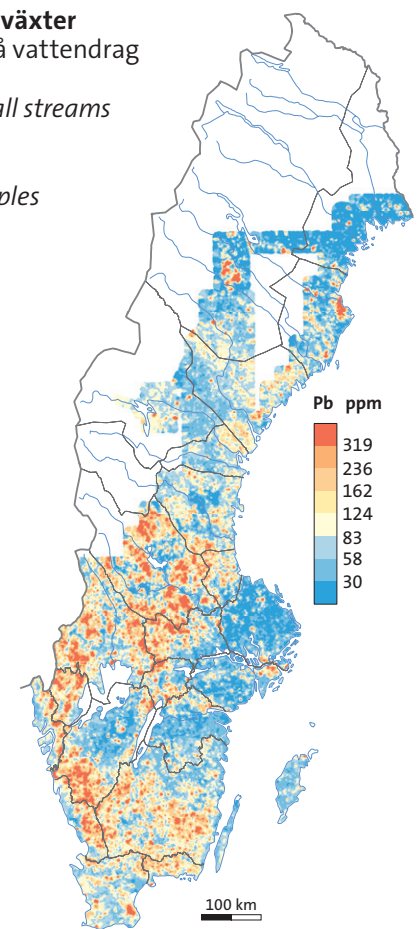 växter
å vattendrag
all streams
ples
Pb ppm
319
236
162
124
83
58
30
100 km